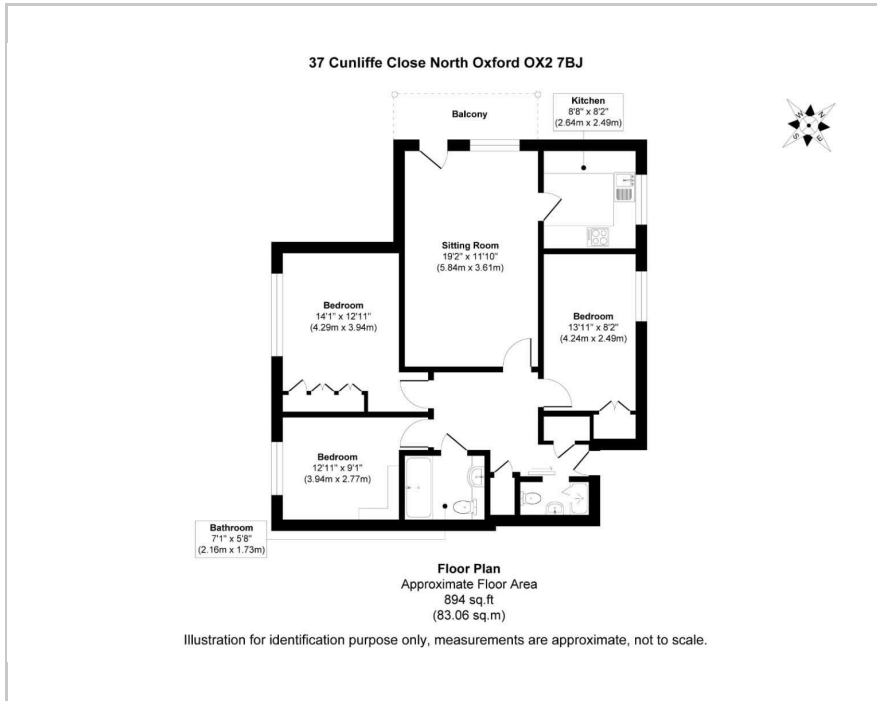 37 Cunliffe Close North Oxford OX2 7BJ
Balcony
Kitchen
8'8" x 8'2"
(2.64m x 2.49m)
W
N
S
E
Sitting Room
19'2" x 11'10"
(5.84m x 3.61m)
Bedroom
14'1" x 12'11"
(4.29m x 3.94m)
Bedroom
13'11" x 8'2"
(4.24m x 2.49m)
Bedroom
12'11" x 9'1"
(3.94m x 2.77m)
Bathroom
7'1" x 5'8"
(2.16m x 1.73m)
Floor Plan
Approximate Floor Area
894 sq.ft
(83.06 sq.m)
Illustration for identification purpose only, measurements are approximate, not to scale.